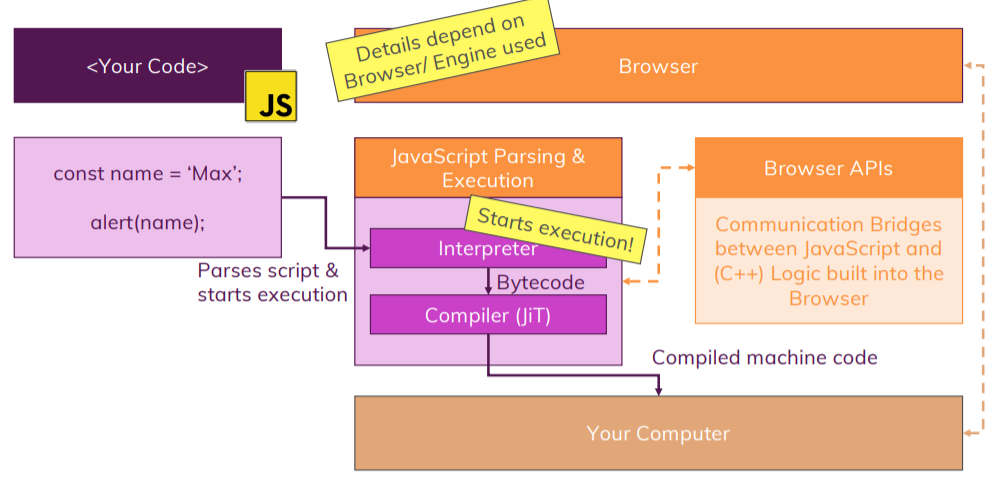 <Your Code>
JS
Details depend on
Browser/ Engine used
Browser
const name = ‘Max’;
alert(name);
JavaScript Parsing &
Execution
Browser APIs
Starts execution!
Communication Bridges
between JavaScript and
(C++) Logic built into the
Browser
Interpreter
Parses script &
starts execution
Bytecode
Compiler (JiT)
Compiled machine code
Your Computer